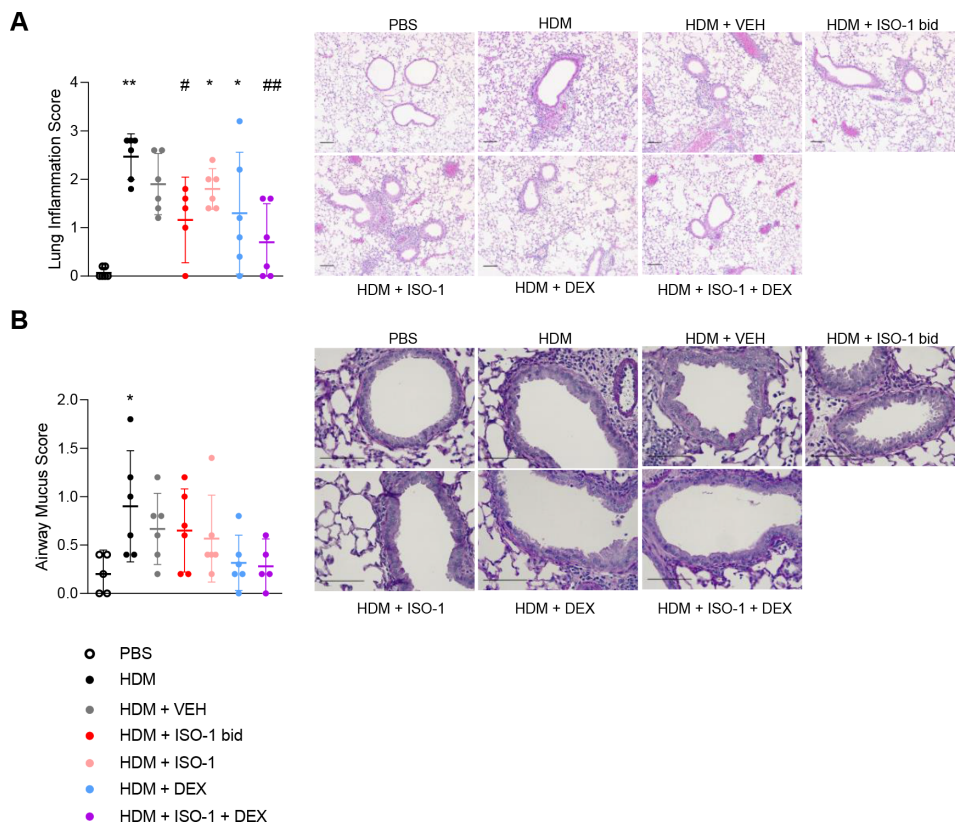 A
PBS
HDM
HDM + VEH
HDM + ISO-1 bid
Lung Inflammation Score
4
3
2
1
0
** # * * ##
HDM + ISO-1
HDM + DEX
HDM + ISO-1 + DEX
B
PBS
HDM
HDM + VEH
HDM + ISO-1 bid
Airway Mucus Score
2.0
1.5
1.0
0.5
0.0
*
HDM + ISO-1
HDM + DEX
HDM + ISO-1 + DEX
PBS
HDM
HDM + VEH
HDM + ISO-1 bid
HDM + ISO-1
HDM + DEX
HDM + ISO-1 + DEX